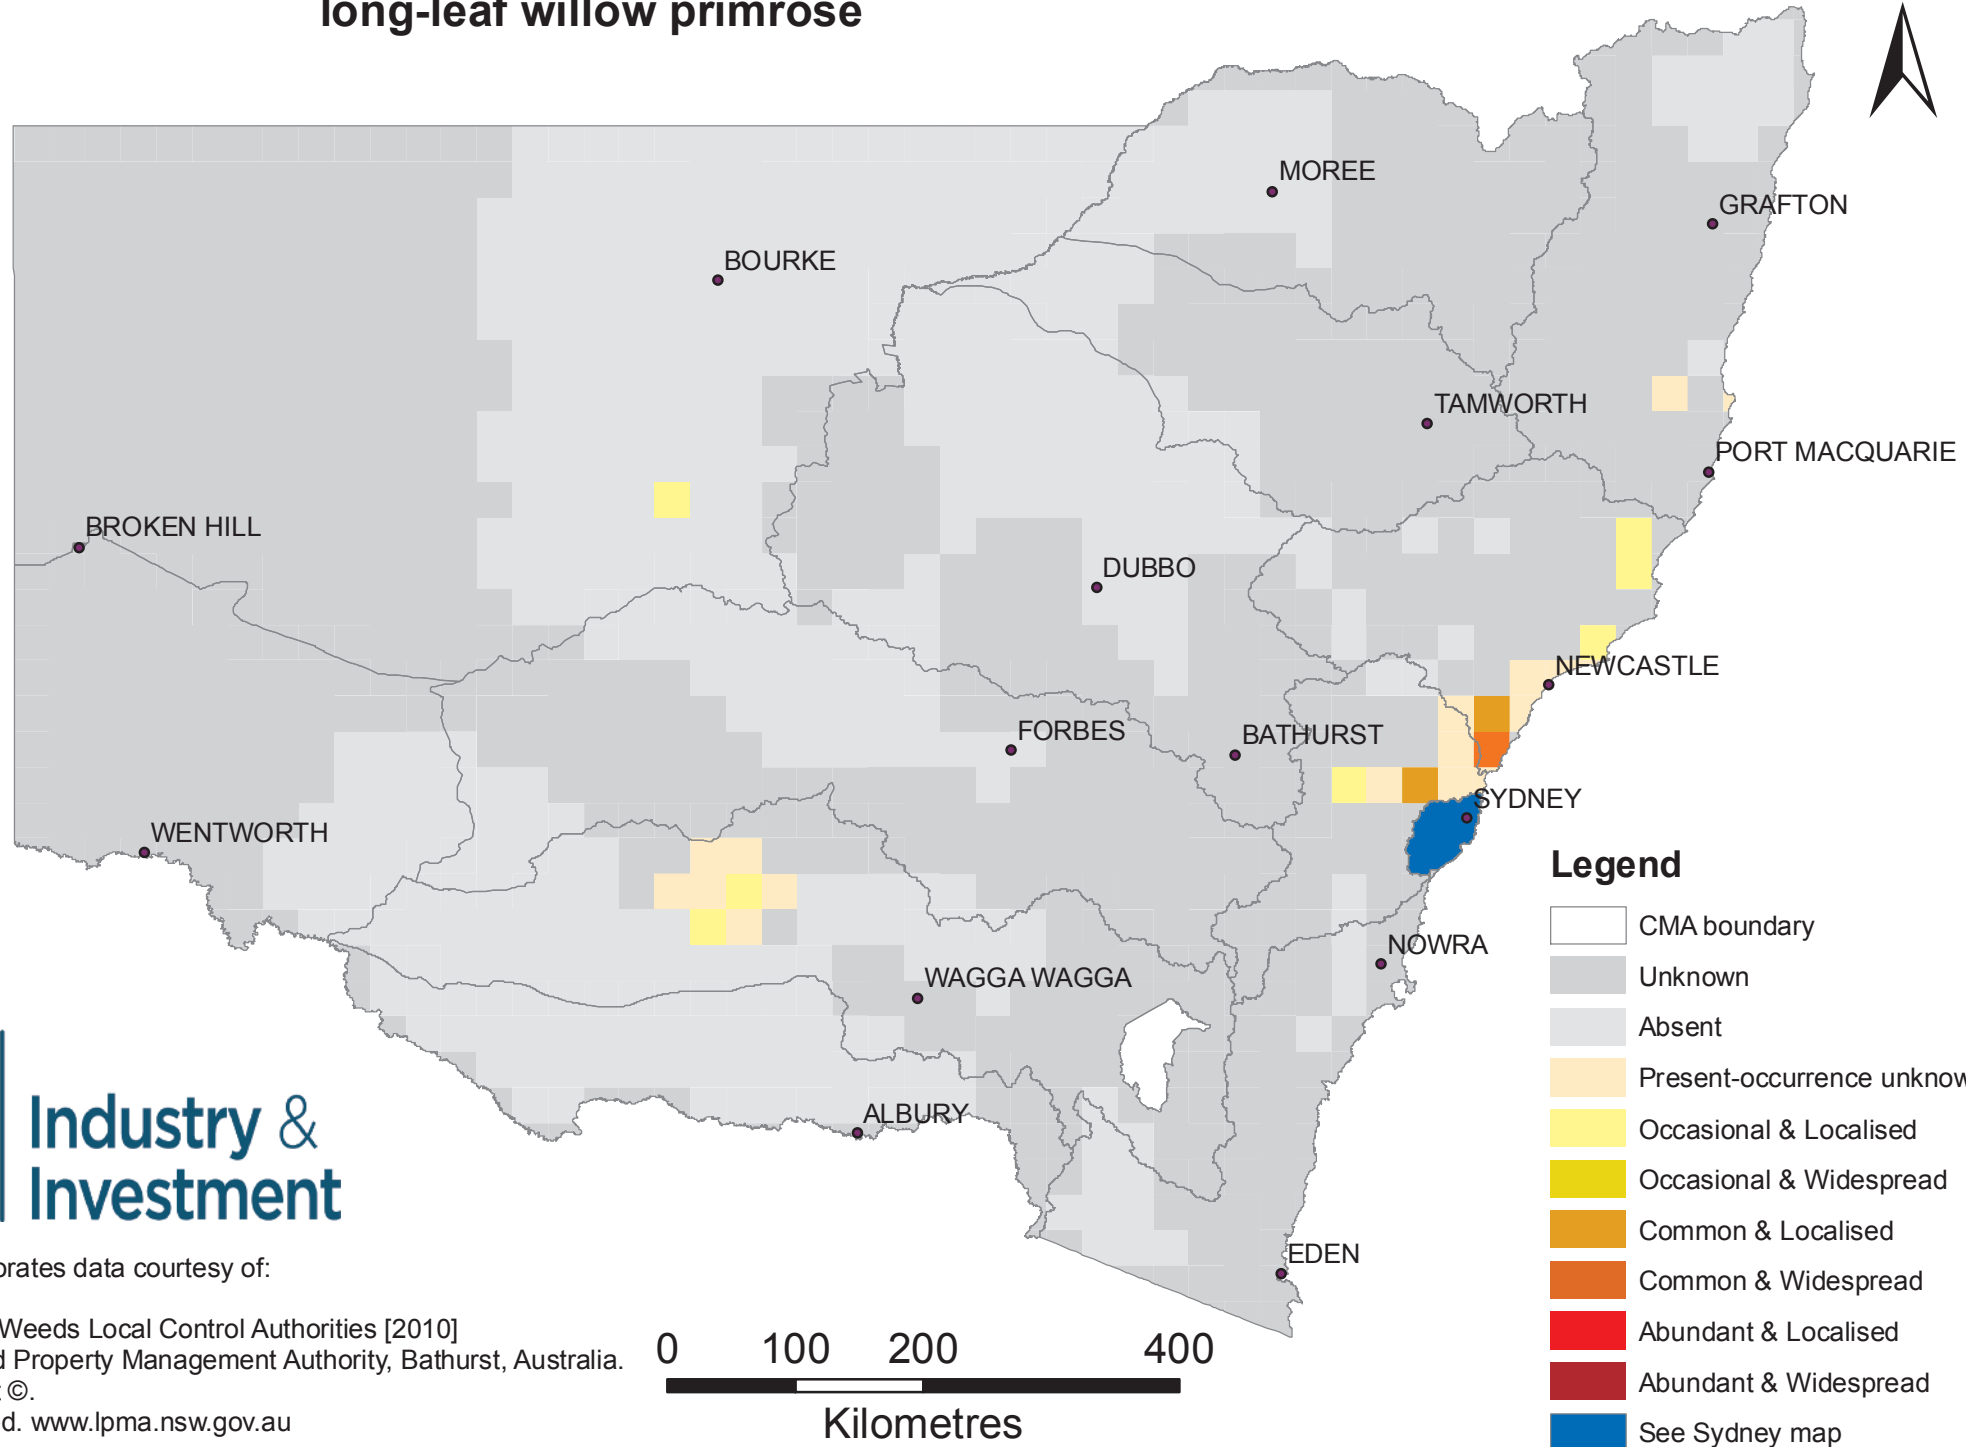 long-leaf willow primrose
MOREE
GRAFTON
BOURKE
TAMWORTH
PORT MACQUARIE
BROKEN HILL
DUBBO
NEWCASTLE
FORBES
BATHURST
SYDNEY
WENTWORTH
NOWRA
WAGGA WAGGA
ALBURY
EDEN
Legend
CMA boundary
Unknown
Absent
Present-occurrence unknow
Occasional & Localised
Occasional & Widespread
Common & Localised
Common & Widespread
Abundant & Localised
Abundant & Widespread
See Sydney map
Industry &
Investment
orates data courtesy of:
Weeds Local Control Authorities [2010]
d Property Management Authority, Bathurst, Australia.
©.
d. www.lpma.nsw.gov.au
0 100 200 400
Kilometres